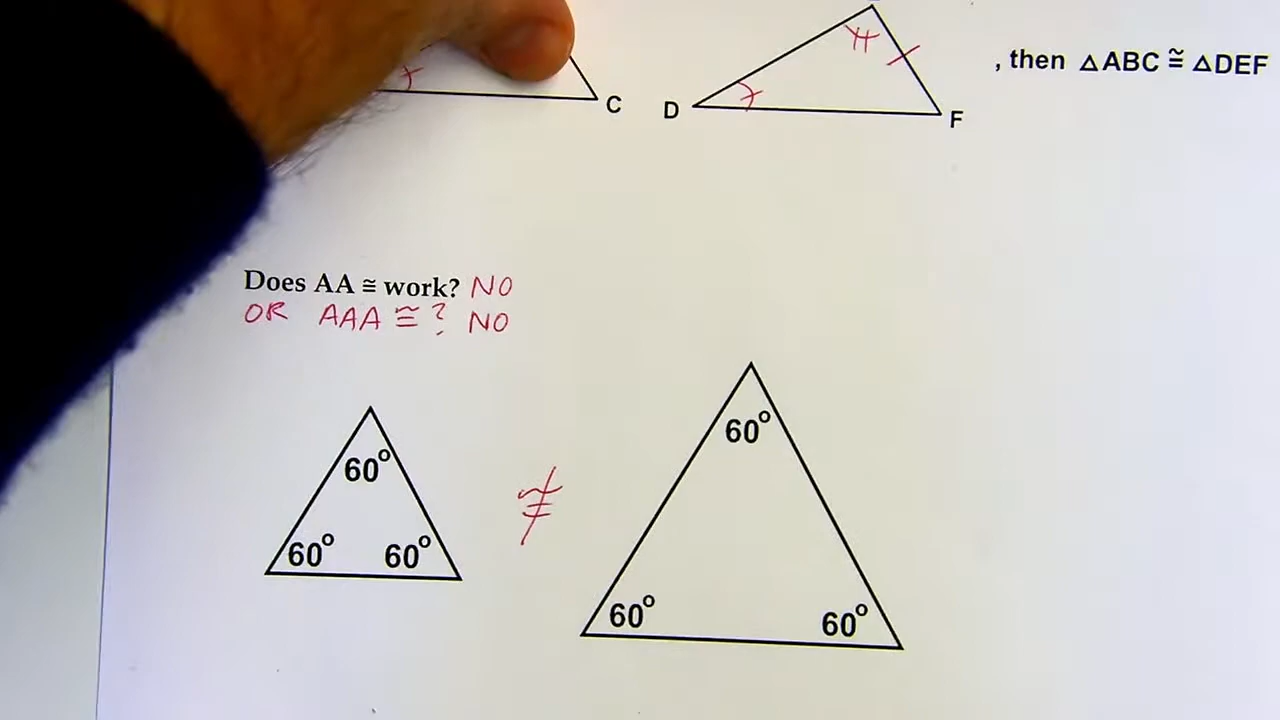 , then △ABC ≅ △DEF
C
D
F
Does AA ≅ work? NO
OR AAA ≅ ? NO
60°
60° 60°
≇
60°
60° 60°